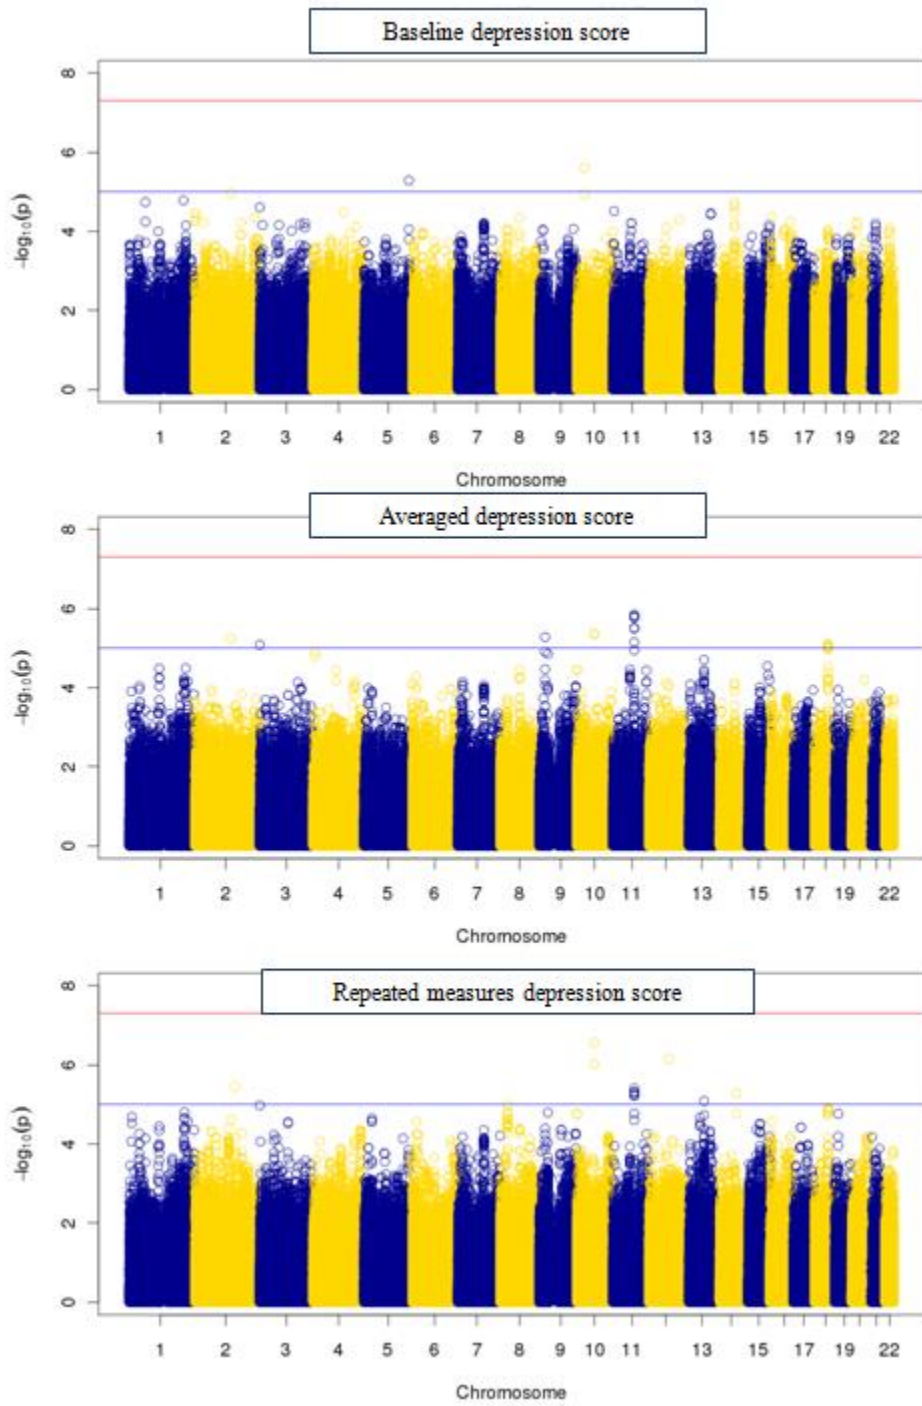 Baseline depression score
8
6
4
2
0
-log₁₀(p)
1 2 3 4 5 6 7 8 9 10 11 13 15 17 19 22
Chromosome
Averaged depression score
8
6
4
2
0
-log₁₀(p)
1 2 3 4 5 6 7 8 9 10 11 13 15 17 19 22
Chromosome
Repeated measures depression score
8
6
4
2
0
-log₁₀(p)
1 2 3 4 5 6 7 8 9 10 11 13 15 17 19 22
Chromosome